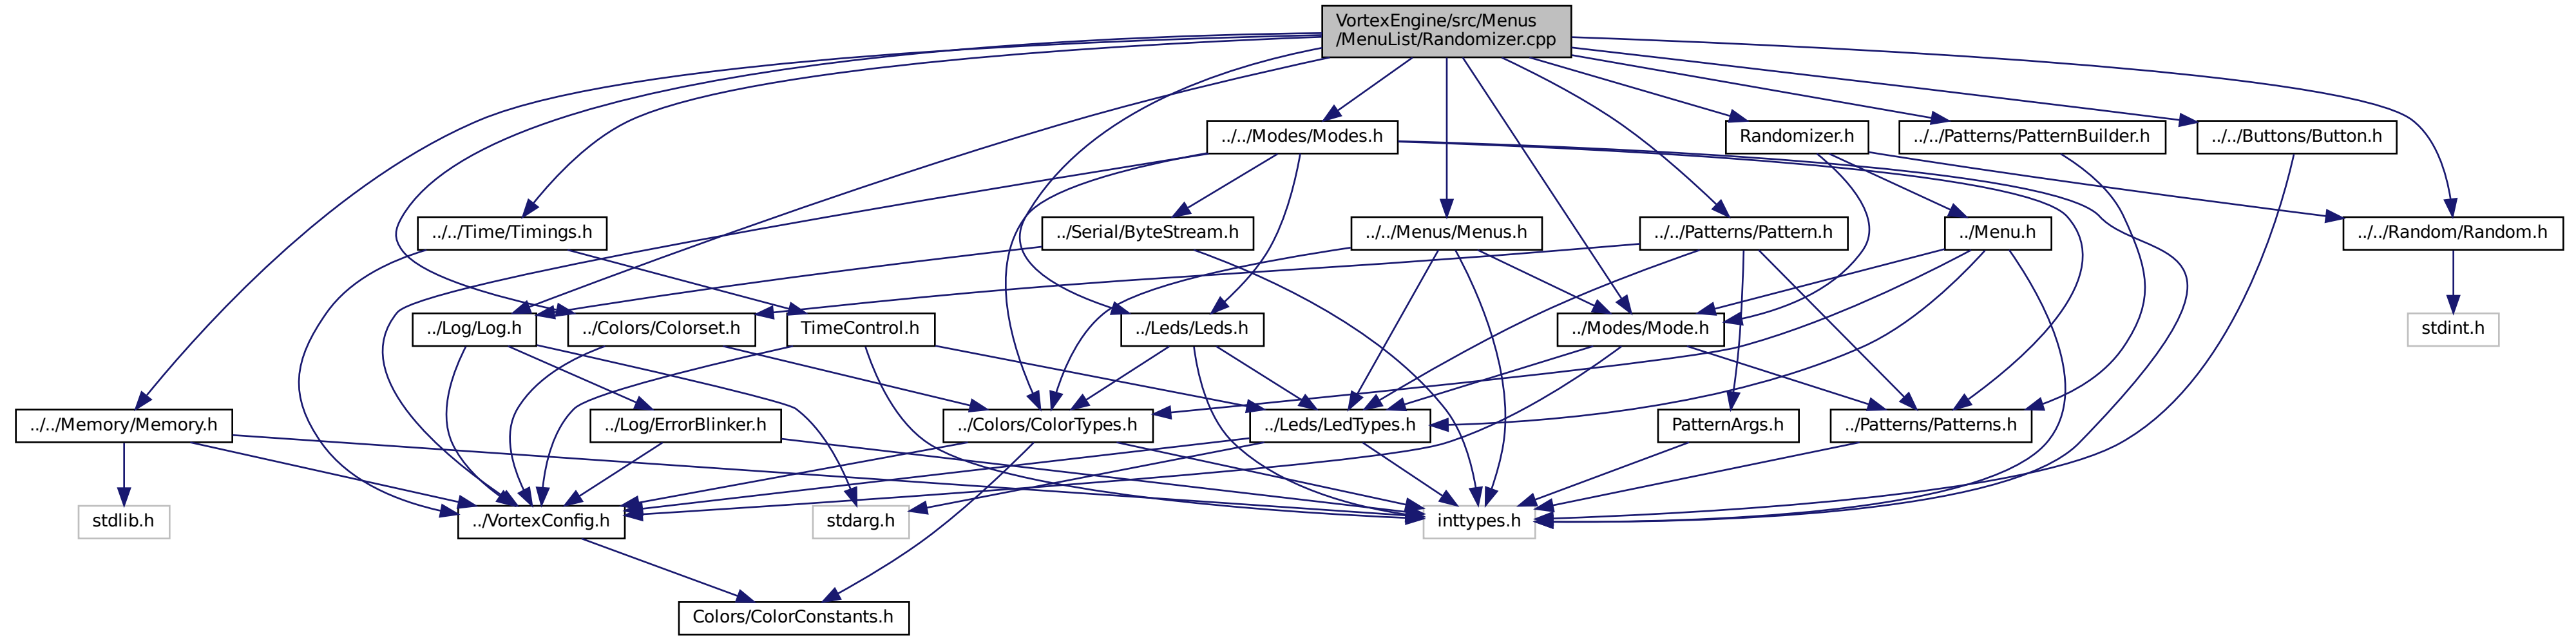 VortexEngine/src/Menus
/MenuList/Randomizer.cpp
../../Modes/Modes.h
Randomizer.h
../../Patterns/PatternBuilder.h
../../Buttons/Button.h
../../Time/Timings.h
../Serial/ByteStream.h
../../Menus/Menus.h
../../Patterns/Pattern.h
../Menu.h
../../Random/Random.h
../Log/Log.h
../Colors/Colorset.h
TimeControl.h
../Leds/Leds.h
../Modes/Mode.h
stdint.h
../../Memory/Memory.h
../Log/ErrorBlinker.h
../Colors/ColorTypes.h
../Leds/LedTypes.h
PatternArgs.h
../Patterns/Patterns.h
stdlib.h
../VortexConfig.h
stdarg.h
inttypes.h
Colors/ColorConstants.h